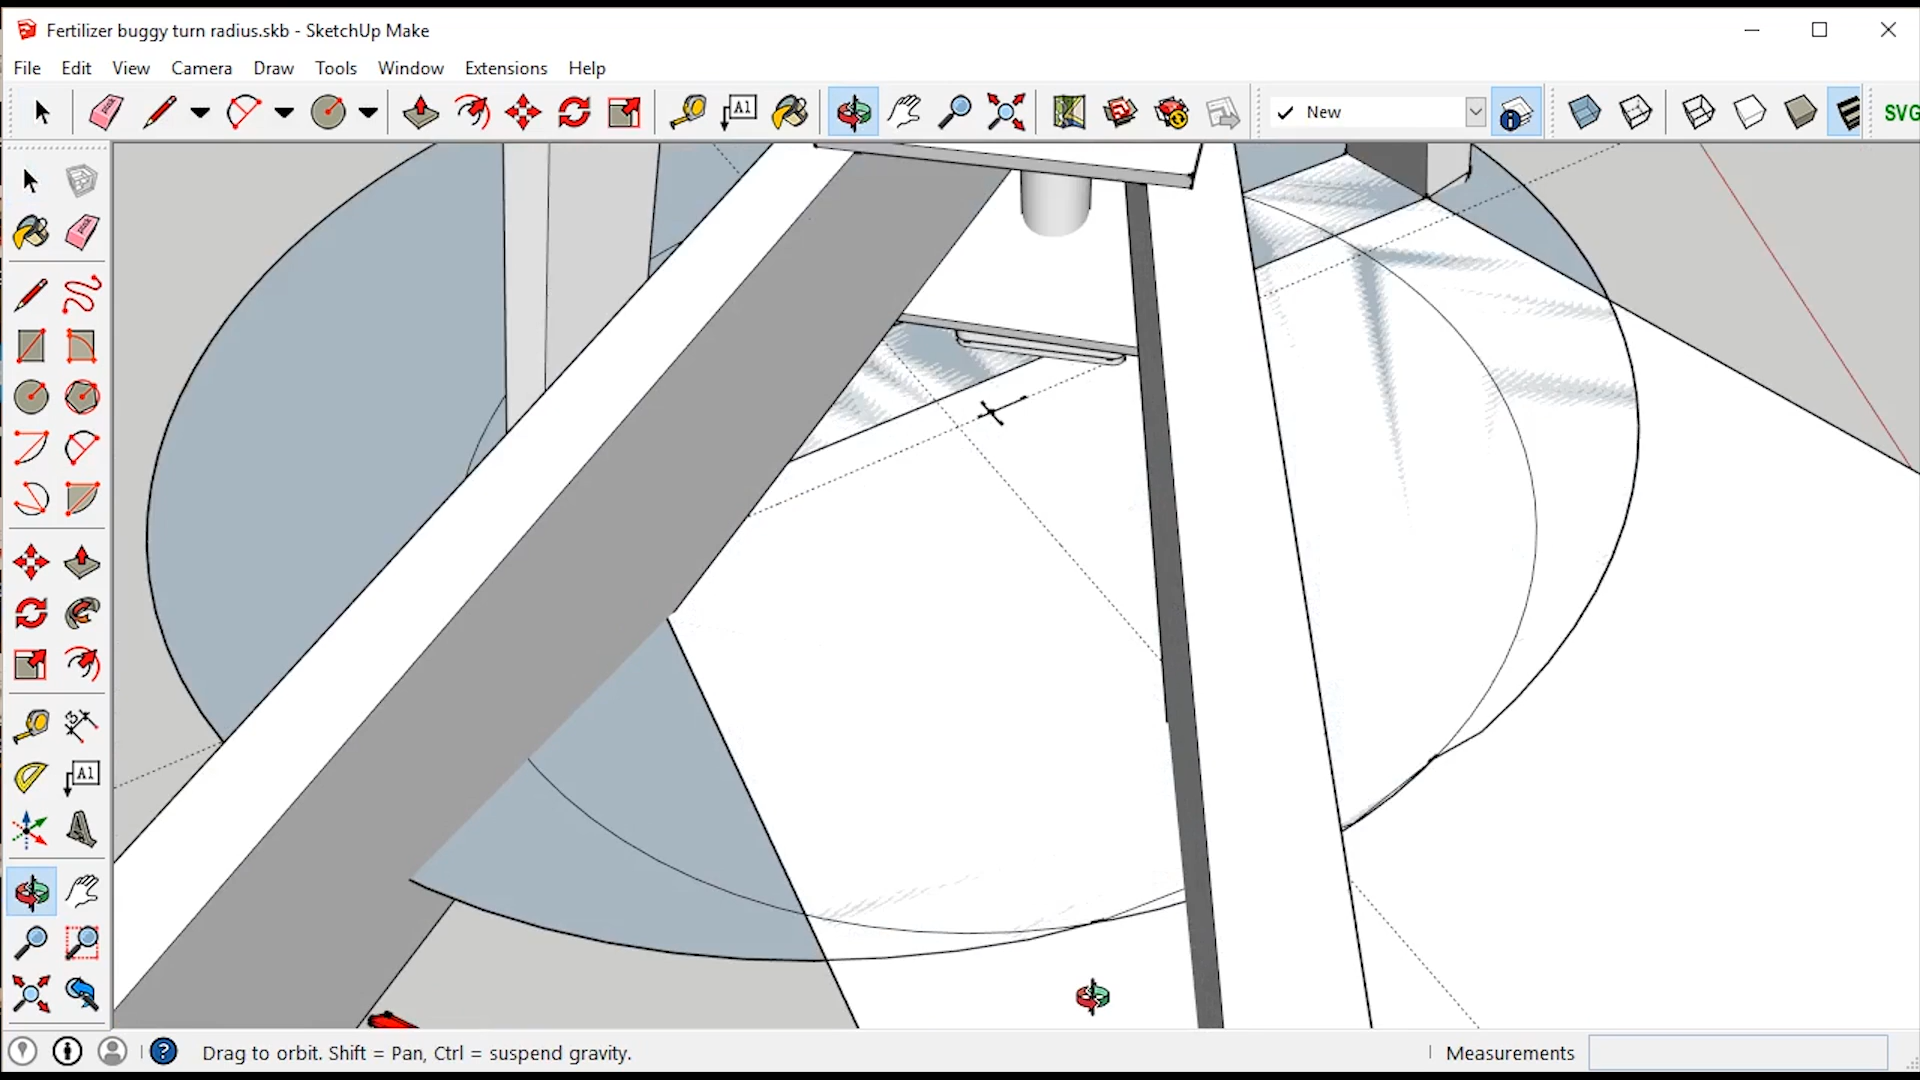 Fertilizer buggy turn radius.skb - SketchUp Make
File Edit View Camera Draw Tools Window Extensions Help
A1
New
SVG
A1
Drag to orbit. Shift = Pan, Ctrl = suspend gravity.
Measurements